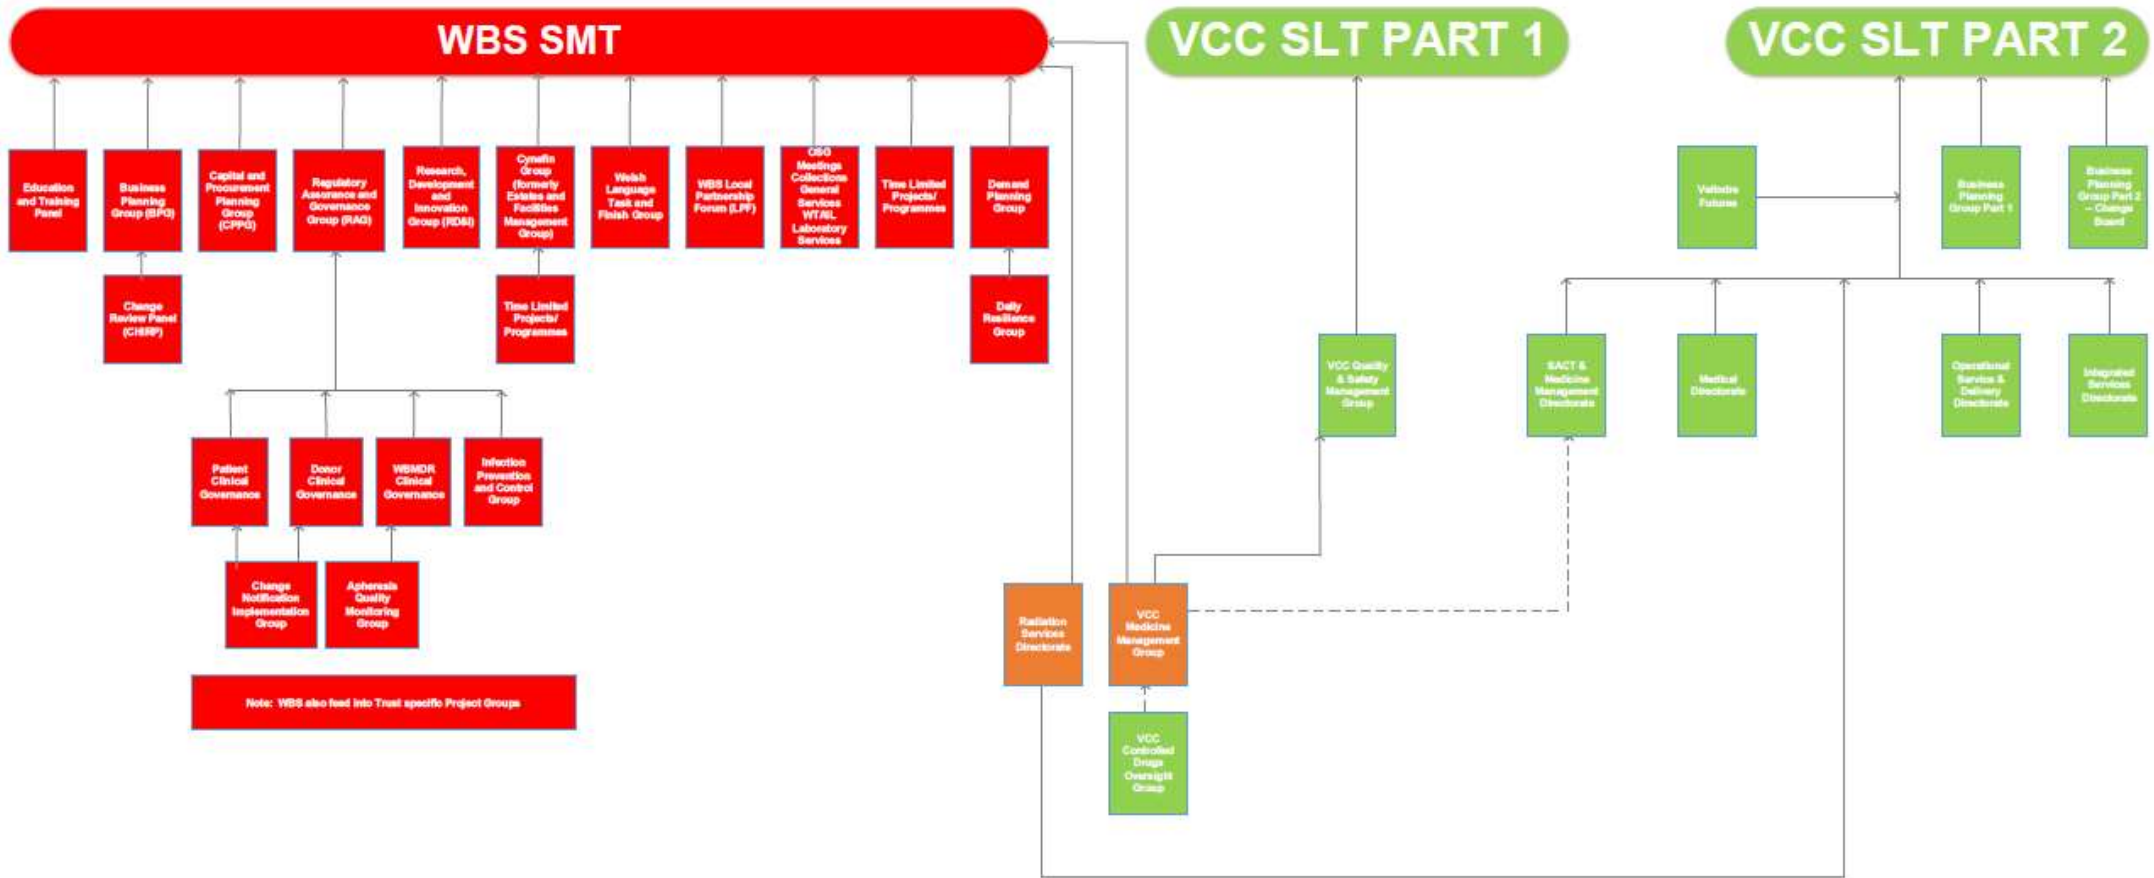 WBS SMT
VCC SLT PART 1
VCC SLT PART 2
Education
and Training
Panel
Business
Planning
Group (BPG)
Capital and
Procurement
Planning
Group
(CPPG)
Regulatory
Assurance and
Governance
Group (RAG)
Research,
Development
and
Innovation
Group (RD&I)
Cynefin
Group
(formerly
Estates and
Facilities
Management
Group)
Welsh
Language
Task and
Finish Group
WBS Local
Partnership
Forum (LPF)
OSG
Meetings
Collections
General
Services
WTAIL
Laboratory
Services
Time Limited
Projects/
Programmes
Demand
Planning
Group
Velindre
Futures
Business
Planning
Group Part 1
Business
Planning
Group Part 2
– Change
Board
Change
Review Panel
(CHIRP)
Time Limited
Projects/
Programmes
Daily
Resilience
Group
VCC Quality
& Safety
Management
Group
SACT &
Medicine
Management
Directorate
Medical
Directorate
Operational
Service &
Delivery
Directorate
Integrated
Services
Directorate
Patient
Clinical
Governance
Donor
Clinical
Governance
WBMDR
Clinical
Governance
Infection
Prevention
and Control
Group
Change
Notification
Implementation
Group
Apheresis
Quality
Monitoring
Group
Radiation
Services
Directorate
VCC
Medicine
Management
Group
Note: WBS also feed into Trust specific Project Groups
VCC
Controlled
Drugs
Oversight
Group